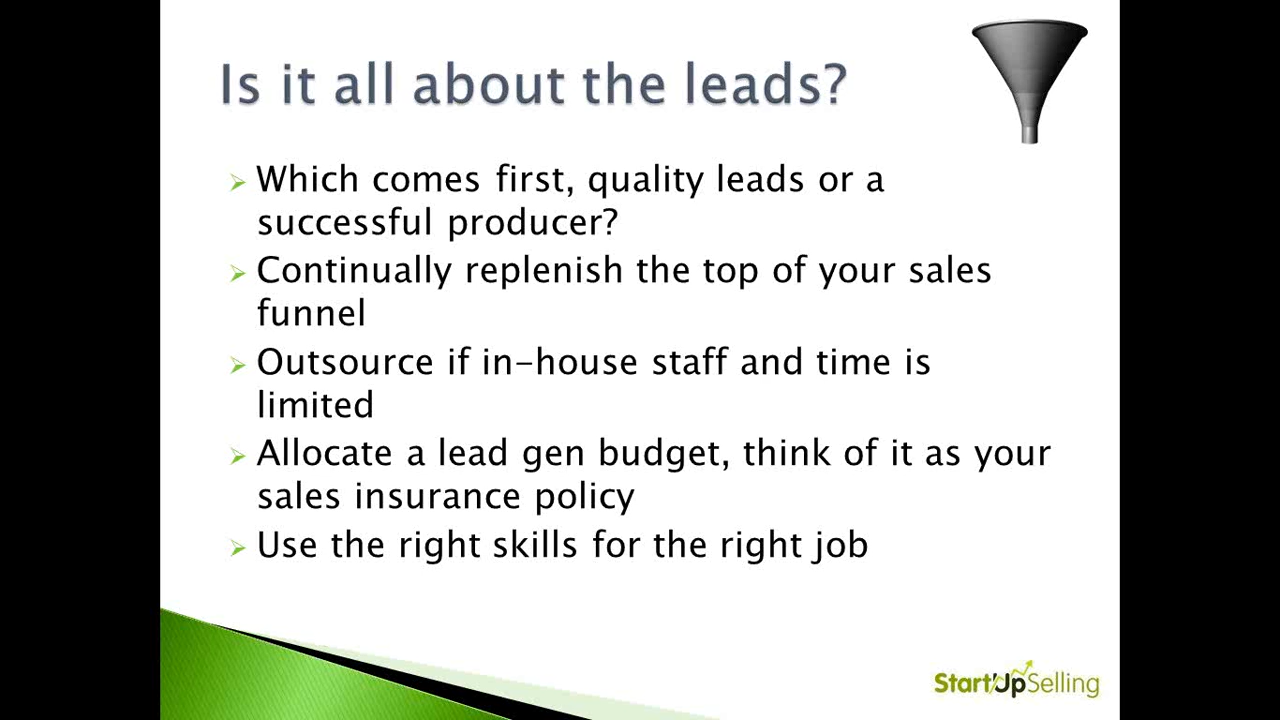 Is it all about the leads?
Which comes first, quality leads or a
successful producer?
Continually replenish the top of your sales
funnel
Outsource if in-house staff and time is
limited
Allocate a lead gen budget, think of it as your
sales insurance policy
Use the right skills for the right job
StartUpSelling